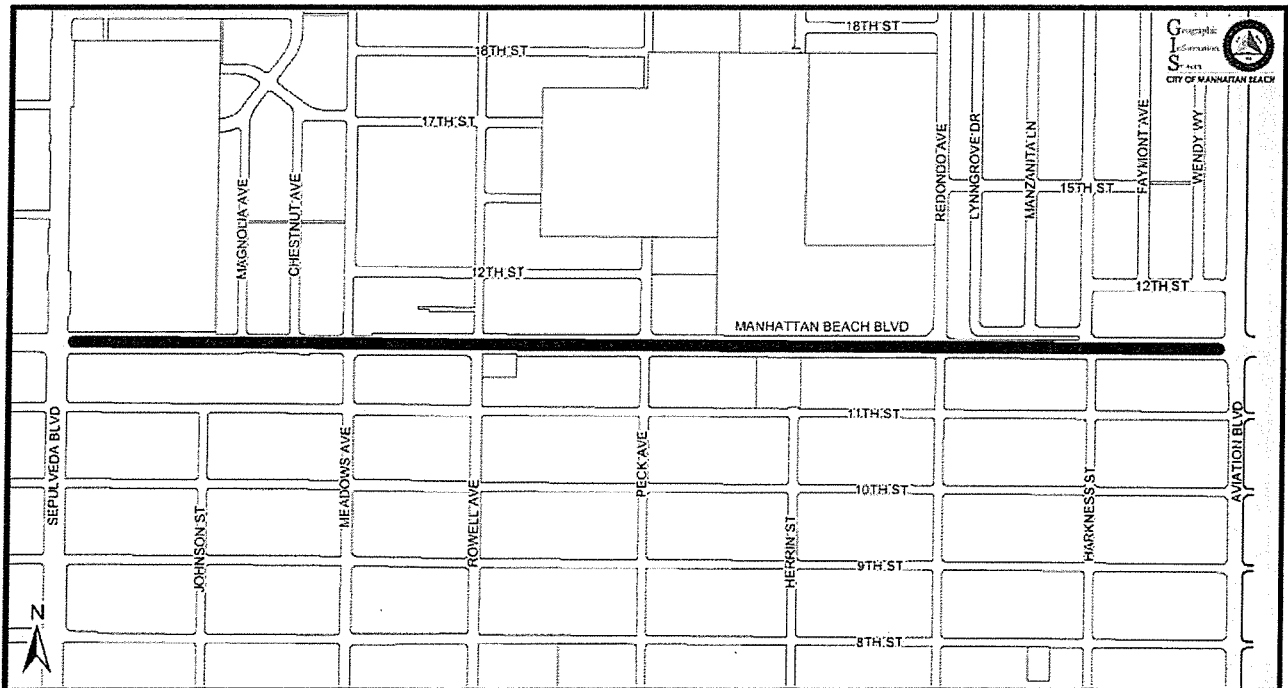 18TH ST
18TH ST
Geographic
Information
System
CITY OF MANHATTAN BEACH
17TH ST
MAGNOLIA AVE
CHESTNUT AVE
REDONDO AVE
LYNNGROVE DR
MANZANITA LN
FAYMONT AVE
WENDY WY
15TH ST
12TH ST
12TH ST
MANHATTAN BEACH BLVD
SEPULVEDA BLVD
JOHNSON ST
MEADOWS AVE
ROWELL AVE
PECK AVE
HERRIN ST
HARKNESS ST
AVIATION BLVD
11TH ST
10TH ST
9TH ST
8TH ST
N